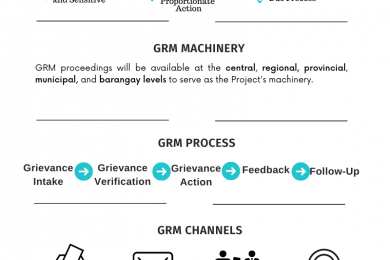 and Sensitive
Proportionate
Action
Due Process
GRM MACHINERY
GRM proceedings will be available at the central, regional, provincial,
municipal, and barangay levels to serve as the Project's machinery.
GRM PROCESS
Grievance Intake
Grievance Verification
Grievance Action
Feedback
Follow-Up
GRM CHANNELS